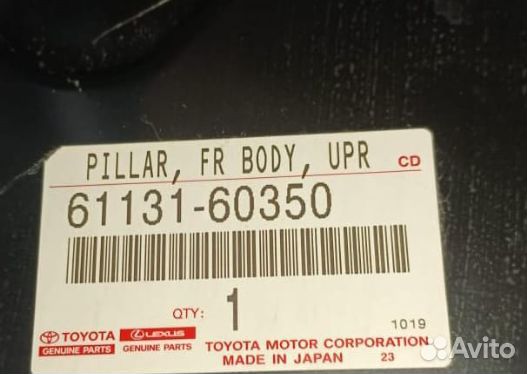 PILLAR, FR BODY, UPR CD
61131-60350
QTY: 1
1019
TOYOTA LEXUS TOYOTA MOTOR CORPORATION
GENUINE PARTS GENUINE PARTS MADE IN JAPAN 23
Avito